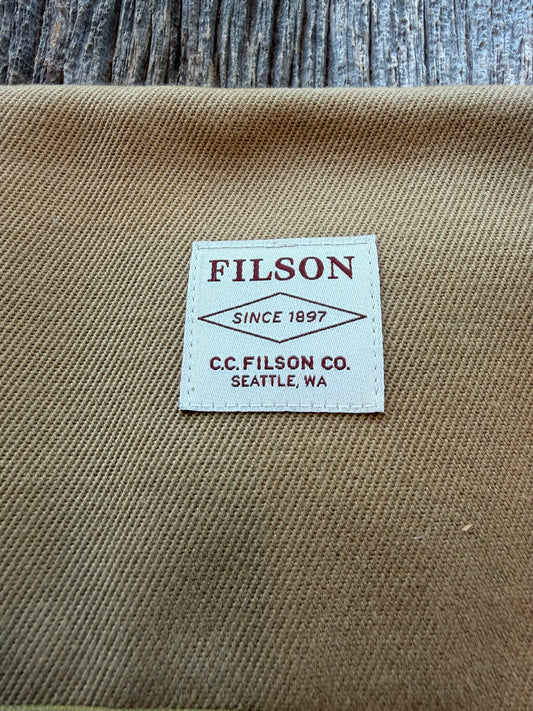 FILSON
SINCE 1897
C.C. FILSON CO.
SEATTLE, WA